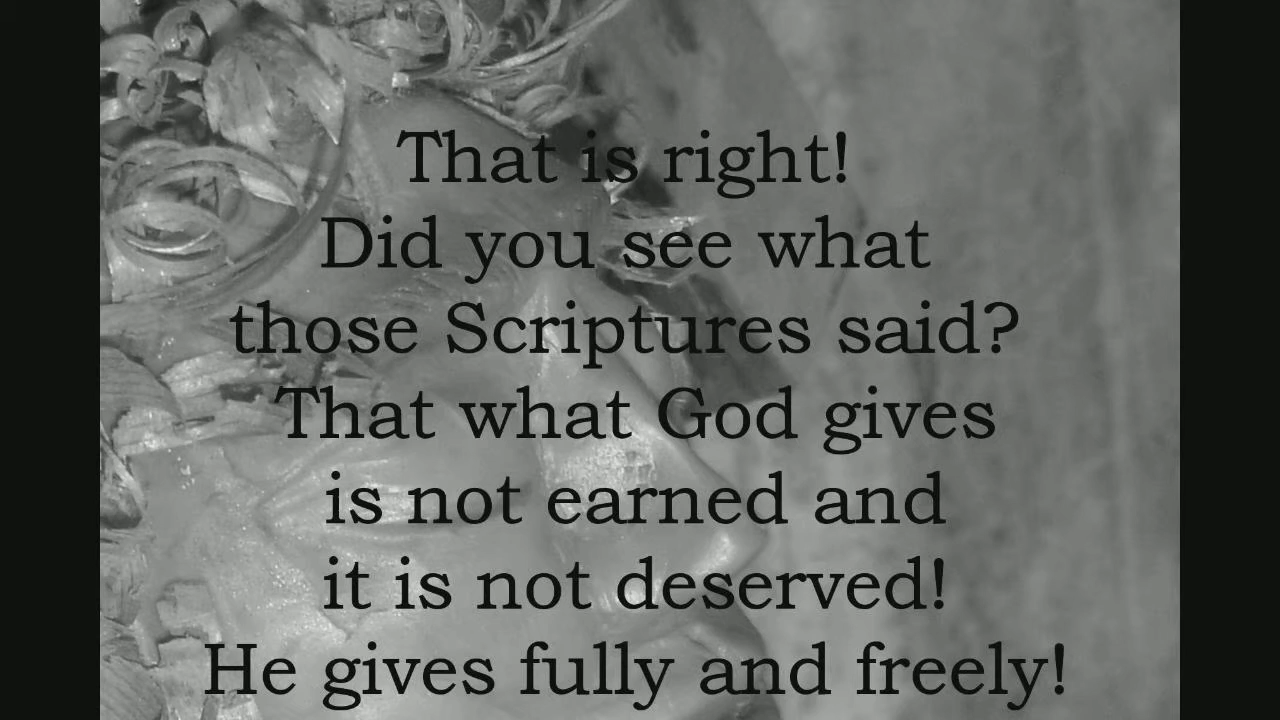 That is right!
Did you see what
those Scriptures said?
That what God gives
is not earned and
it is not deserved!
He gives fully and freely!